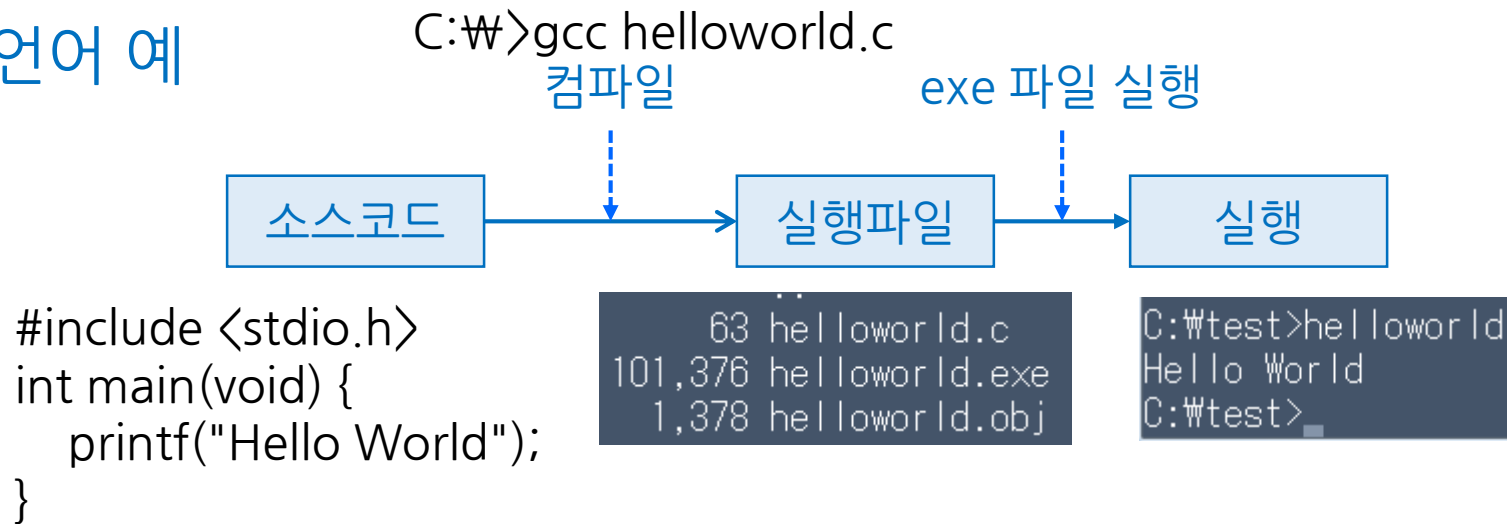 언어 예
C:₩>gcc helloworld.c
컴파일
exe 파일 실행
소스코드
실행파일
실행
#include <stdio.h>
int main(void) {
printf("Hello World");
}
63 helloworld.c
101,376 helloworld.exe
1,378 helloworld.obj
C:₩test>helloworld
Hello World
C:₩test>_